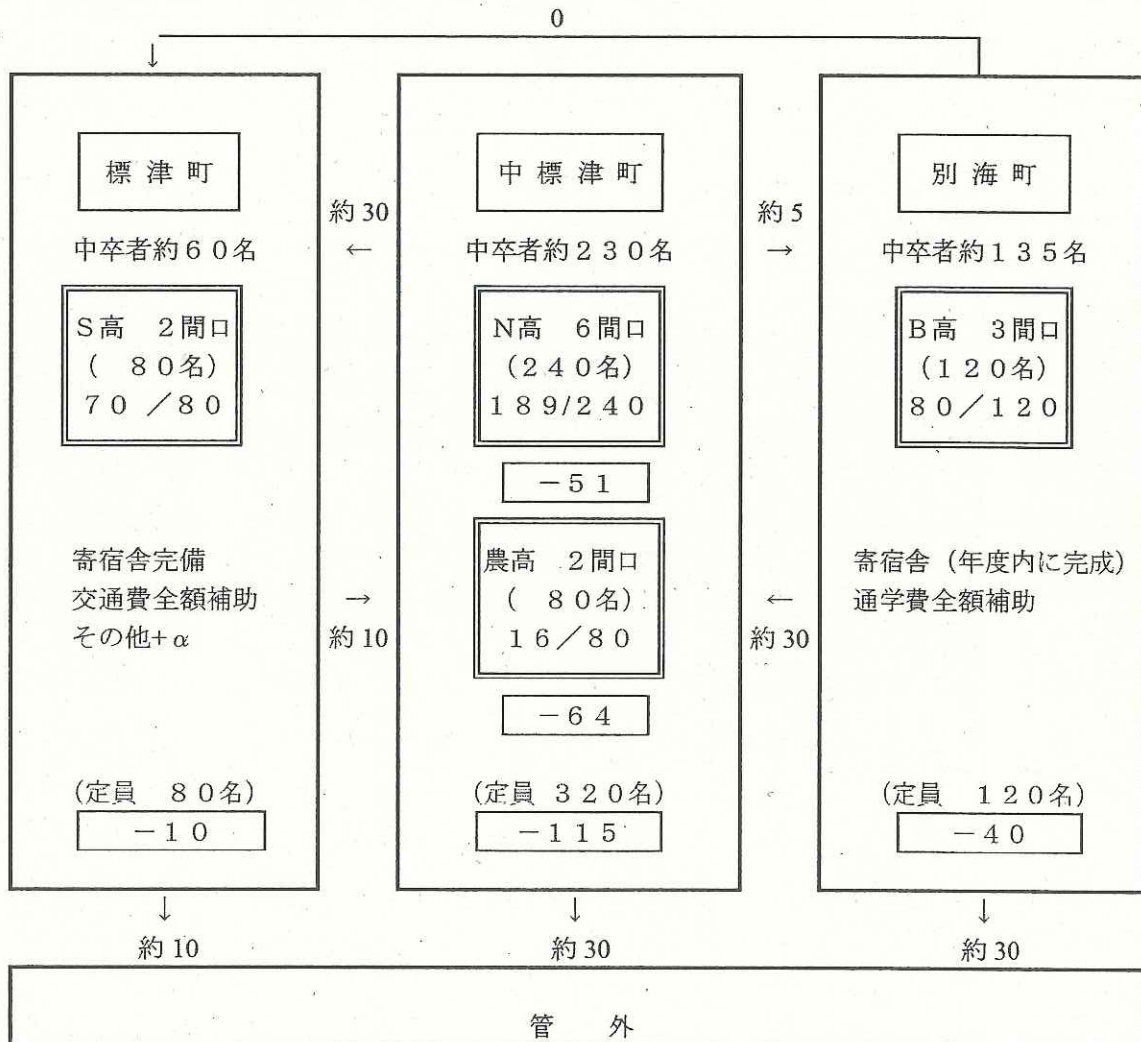 0
↓
標津町
中標津町
別海町
約30
←
約5
→
中卒者約60名
中卒者約230名
中卒者約135名
S高 2間口
( 80名)
70 /80
N高 6間口
(240名)
189/240
B高 3間口
(120名)
80/120
-51
寄宿舎完備
交通費全額補助
その他+α
→
約10
農高 2間口
( 80名)
16/80
←
約30
寄宿舎(年度内に完成)
通学費全額補助
-64
(定員 80名)
-10
(定員 320名)
-115
(定員 120名)
-40
↓
約10
↓
約30
↓
約30
管 外